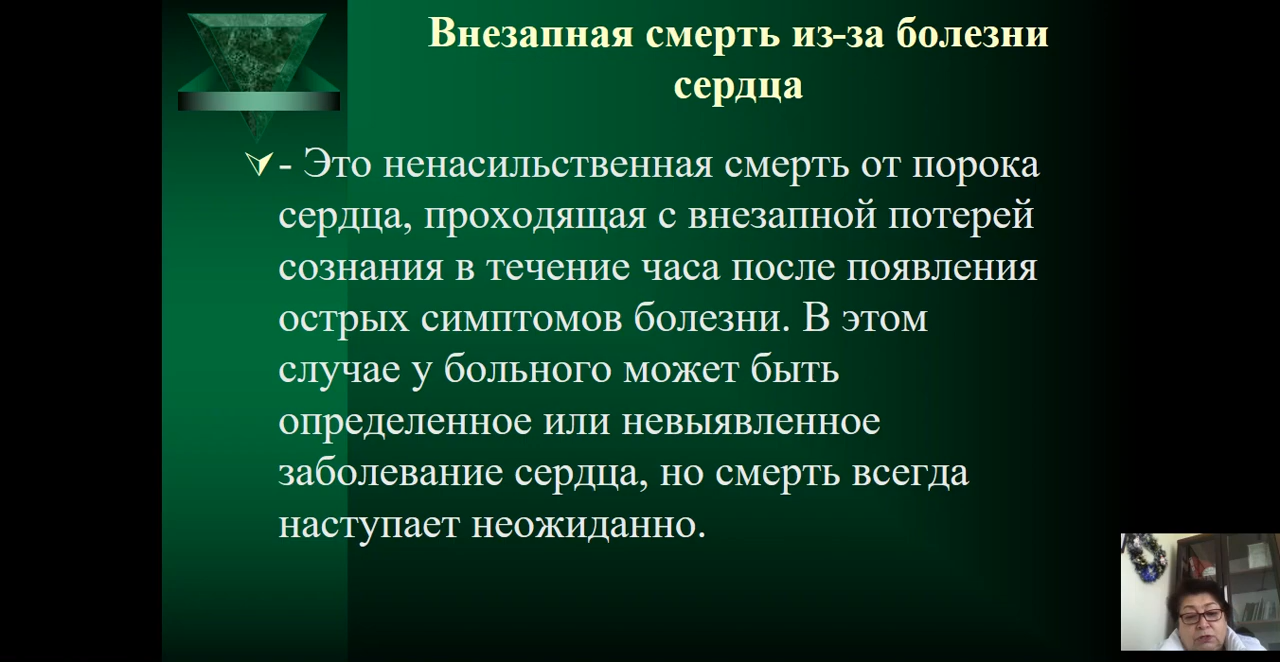 Внезапная смерть из-за болезни
сердца
- Это ненасильственная смерть от порока
сердца, проходящая с внезапной потерей
сознания в течение часа после появления
острых симптомов болезни. В этом
случае у больного может быть
определенное или невыявленное
заболевание сердца, но смерть всегда
наступает неожиданно.